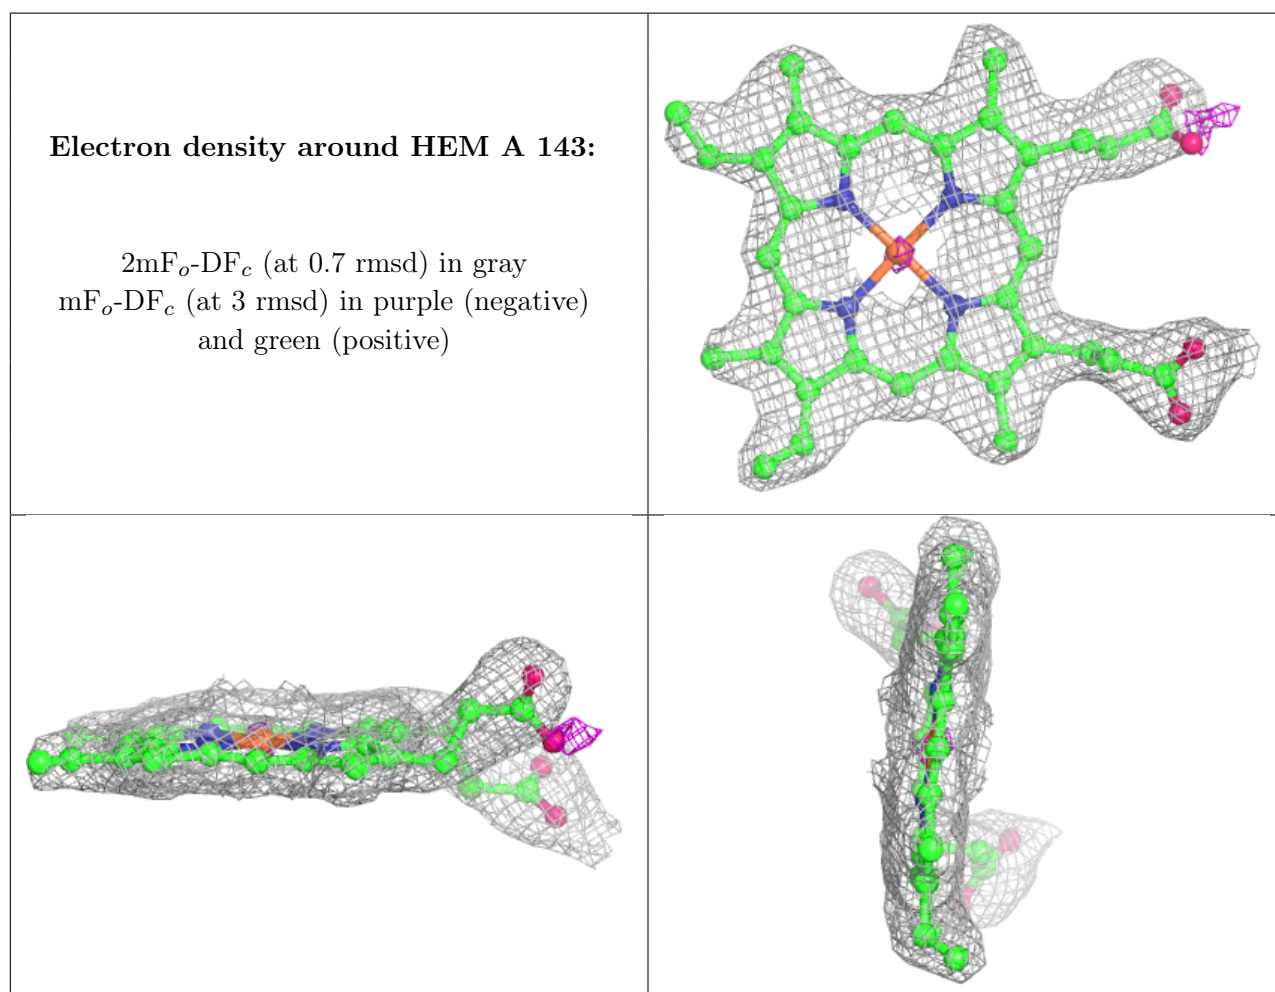 Electron density around HEM A 143:
2mFo-DFc (at 0.7 rmsd) in gray
mFo-DFc (at 3 rmsd) in purple (negative)
and green (positive)